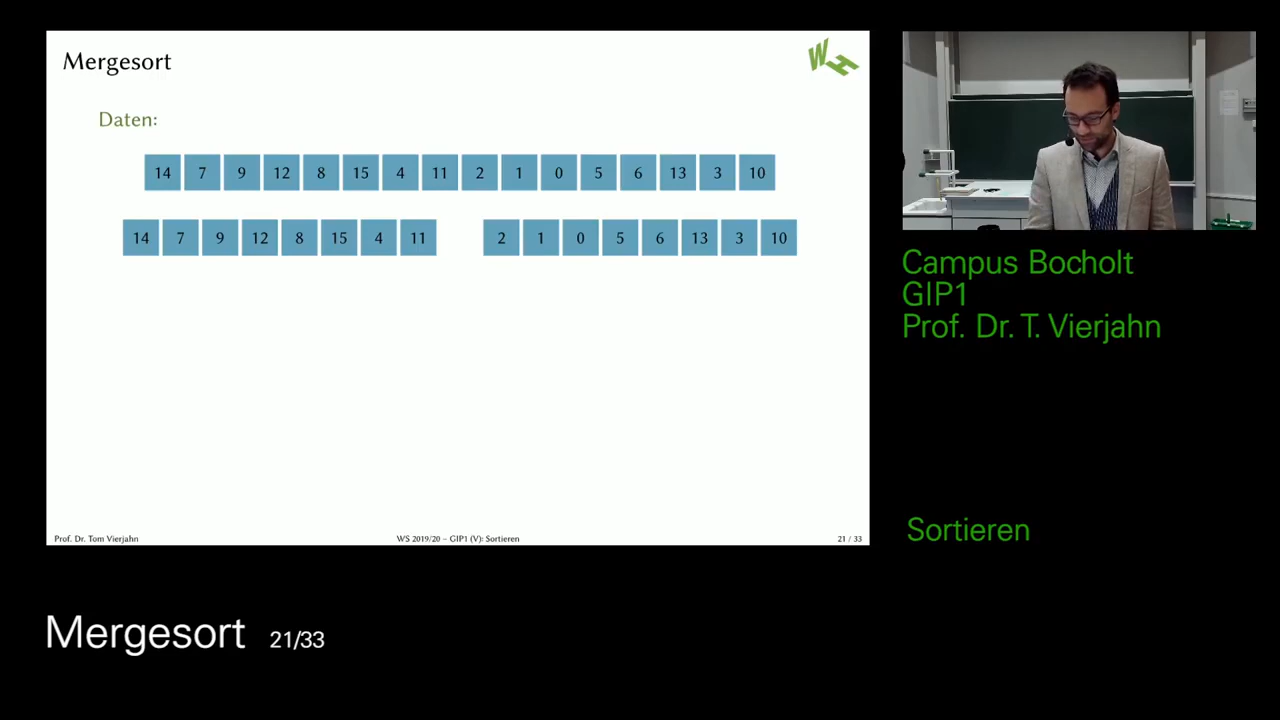 Mergesort
WH
Daten:
14 7 9 12 8 15 4 11 2 1 0 5 6 13 3 10
14 7 9 12 8 15 4 11 2 1 0 5 6 13 3 10
Prof. Dr. Tom Vierjahn WS 2019/20 – GIP1 (V): Sortieren 21 / 33
Campus Bocholt
GIP1
Prof. Dr. T. Vierjahn
Sortieren
Mergesort 21/33